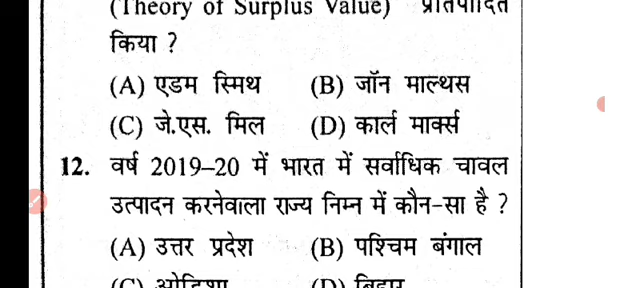 (Theory of Surplus Value) प्रतिपादित
किया ?
(A) एडम स्मिथ (B) जॉन माल्थस
(C) जे.एस. मिल (D) कार्ल मार्क्स
12. वर्ष 2019–20 में भारत में सर्वाधिक चावल
उत्पादन करनेवाला राज्य निम्न में कौन-सा है ?
(A) उत्तर प्रदेश (B) पश्चिम बंगाल
(C) ओडिशा (D) बिहार